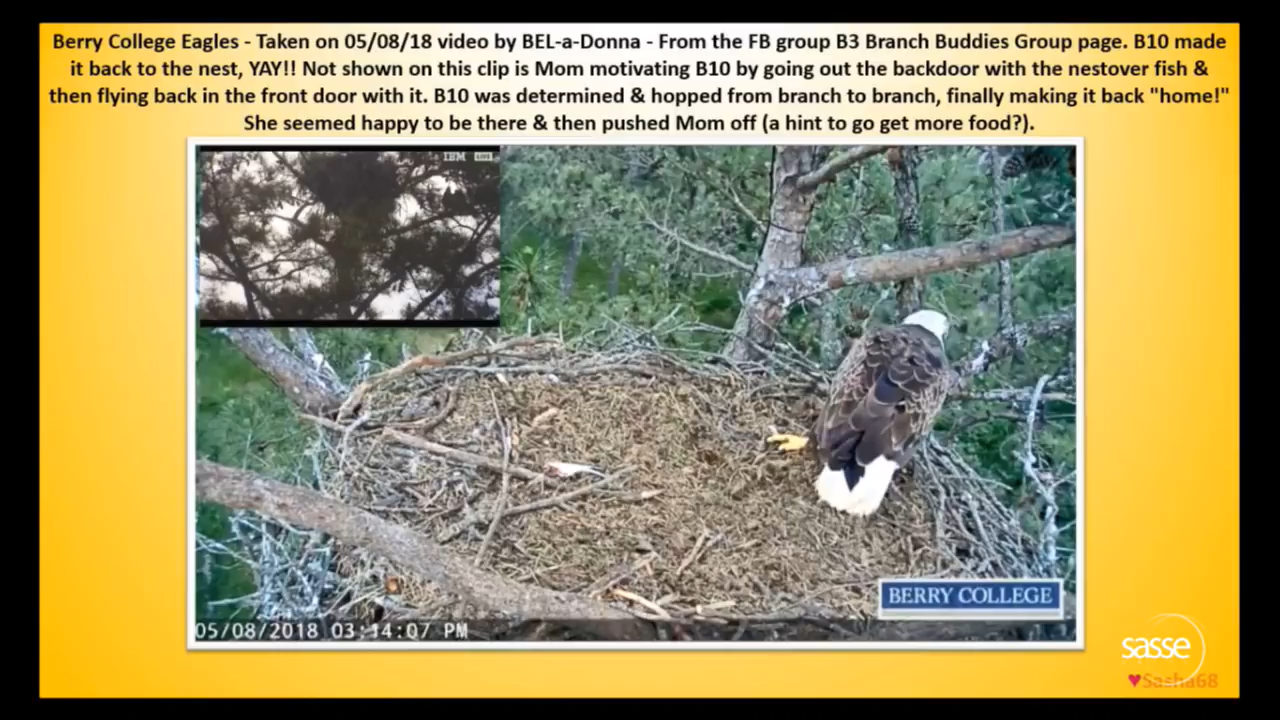 Berry College Eagles - Taken on 05/08/18 video by BEL-a-Donna - From the FB group B3 Branch Buddies Group page. B10 made
it back to the nest, YAY!! Not shown on this clip is Mom motivating B10 by going out the backdoor with the nestover fish &
then flying back in the front door with it. B10 was determined & hopped from branch to branch, finally making it back "home!"
She seemed happy to be there & then pushed Mom off (a hint to go get more food?).
IBM
BERRY COLLEGE
05/08/2018 03:14:07 PM
sasse
♥Sasha68